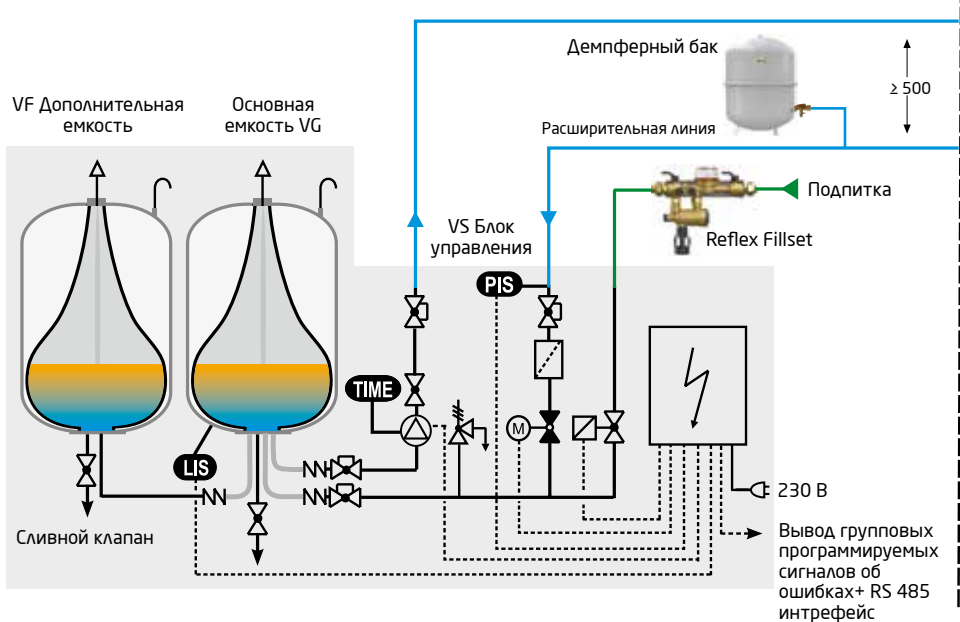 Демпферный бак
≥ 500
VF Дополнительная
емкость
Основная
емкость VG
Расширительная линия
Подпитка
Reflex Fillset
VS Блок
управления
PIS
TIME
M
LIS
230 В
Сливной клапан
Вывод групповых
программируемых
сигналов об
ошибках+ RS 485
интрефейс